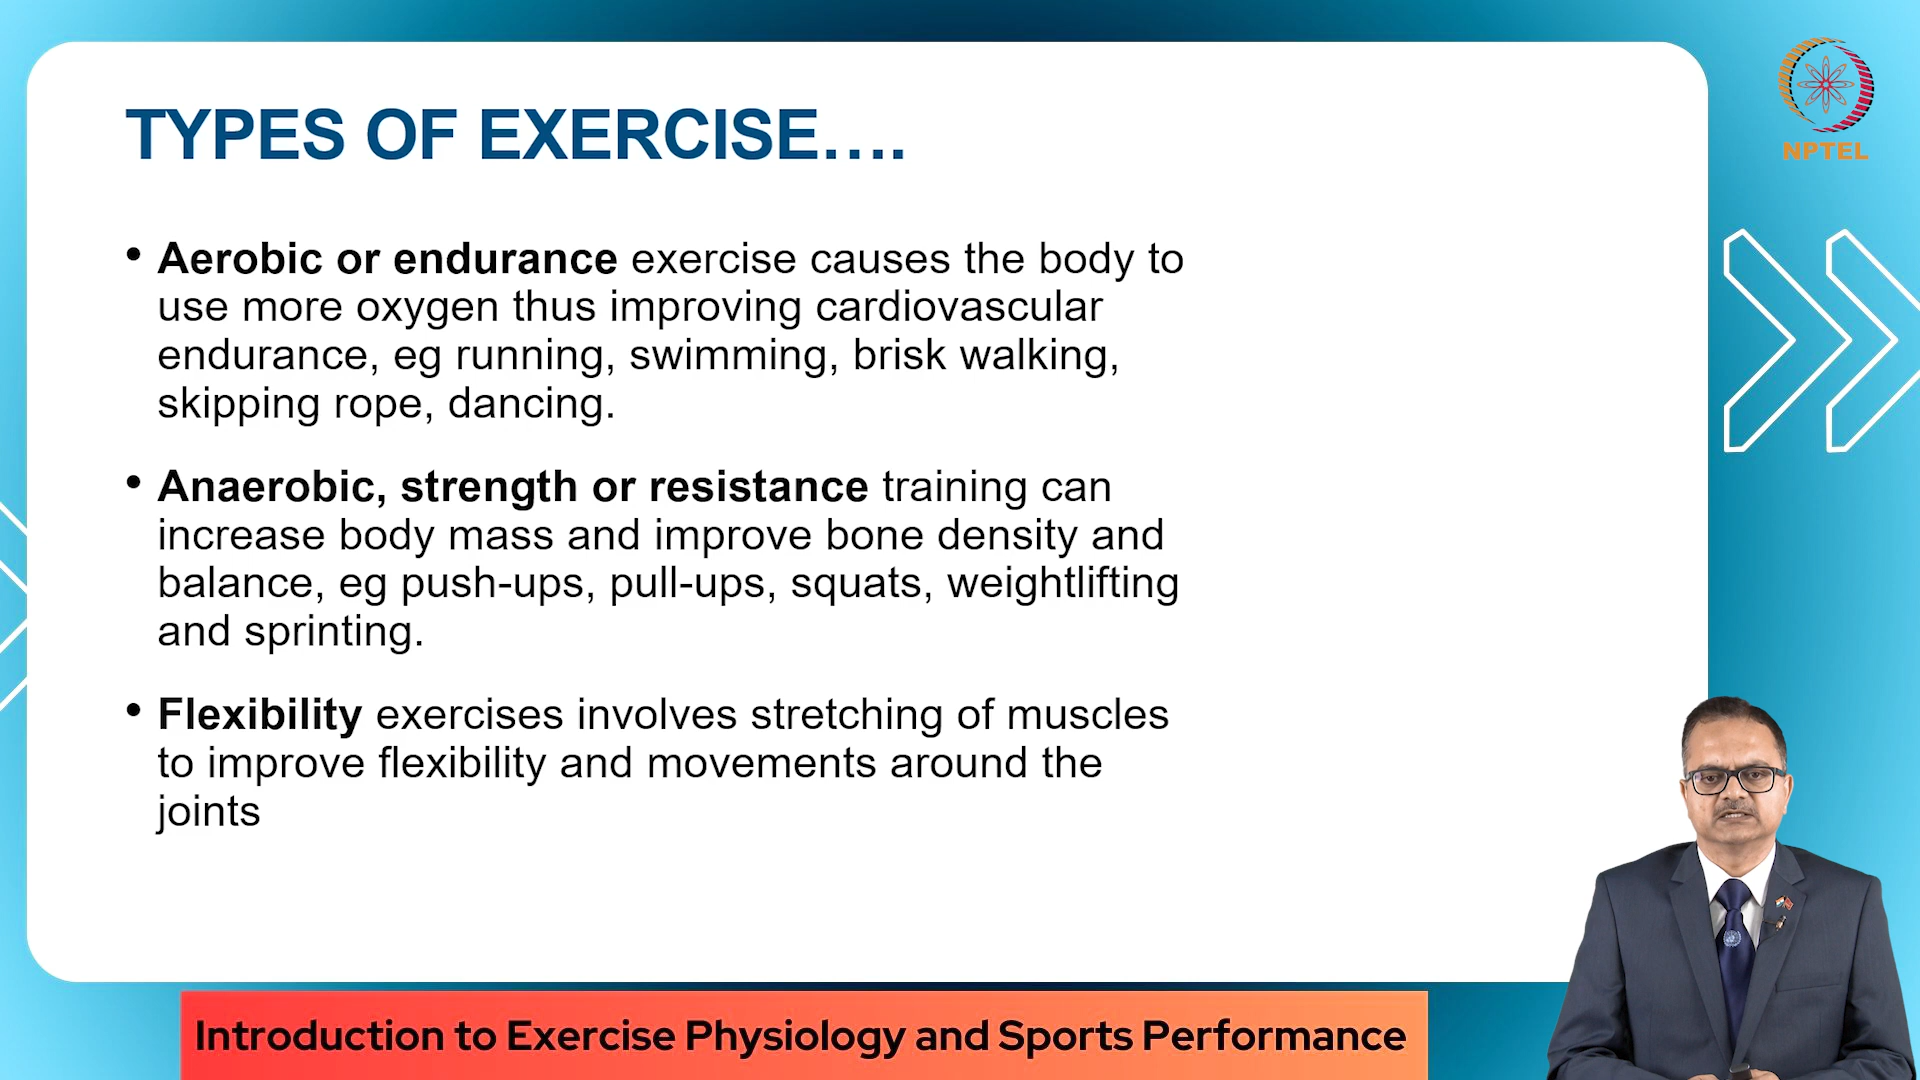 TYPES OF EXERCISE....
NPTEL
• Aerobic or endurance exercise causes the body to
use more oxygen thus improving cardiovascular
endurance, eg running, swimming, brisk walking,
skipping rope, dancing.
• Anaerobic, strength or resistance training can
increase body mass and improve bone density and
balance, eg push-ups, pull-ups, squats, weightlifting
and sprinting.
• Flexibility exercises involves stretching of muscles
to improve flexibility and movements around the
joints
Introduction to Exercise Physiology and Sports Performance